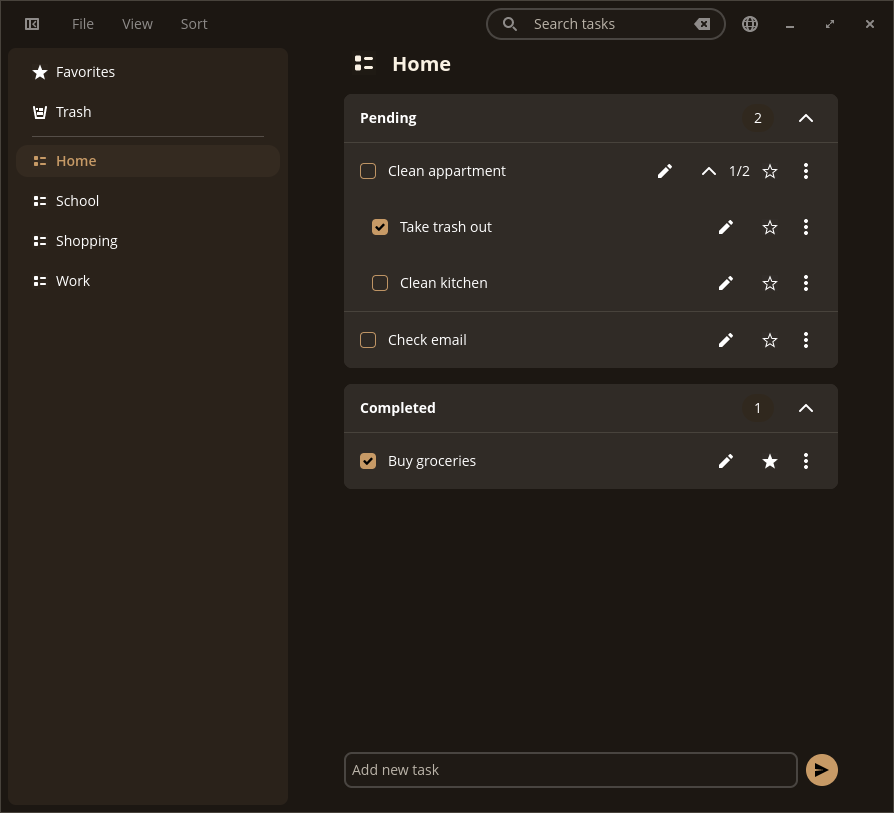 File View Sort Search tasks
Favorites
Trash
Home
School
Shopping
Work
Home
Pending 2
Clean appartment 1/2
Take trash out
Clean kitchen
Check email
Completed 1
Buy groceries
Add new task